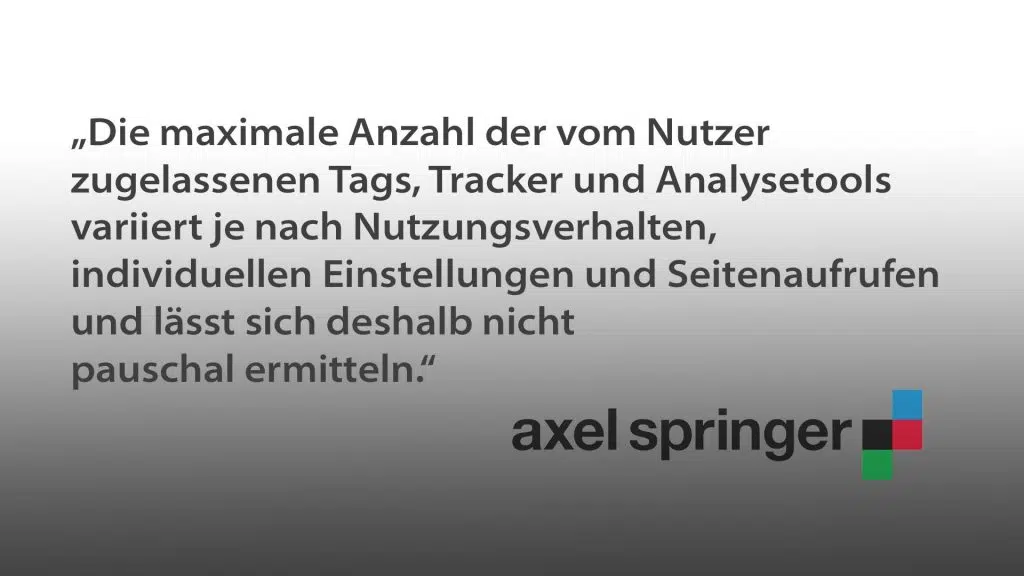 „Die maximale Anzahl der vom Nutzer
zugelassenen Tags, Tracker und Analysetools
variiert je nach Nutzungsverhalten,
individuellen Einstellungen und Seitenaufrufen
und lässt sich deshalb nicht
pauschal ermitteln.“
axel springer